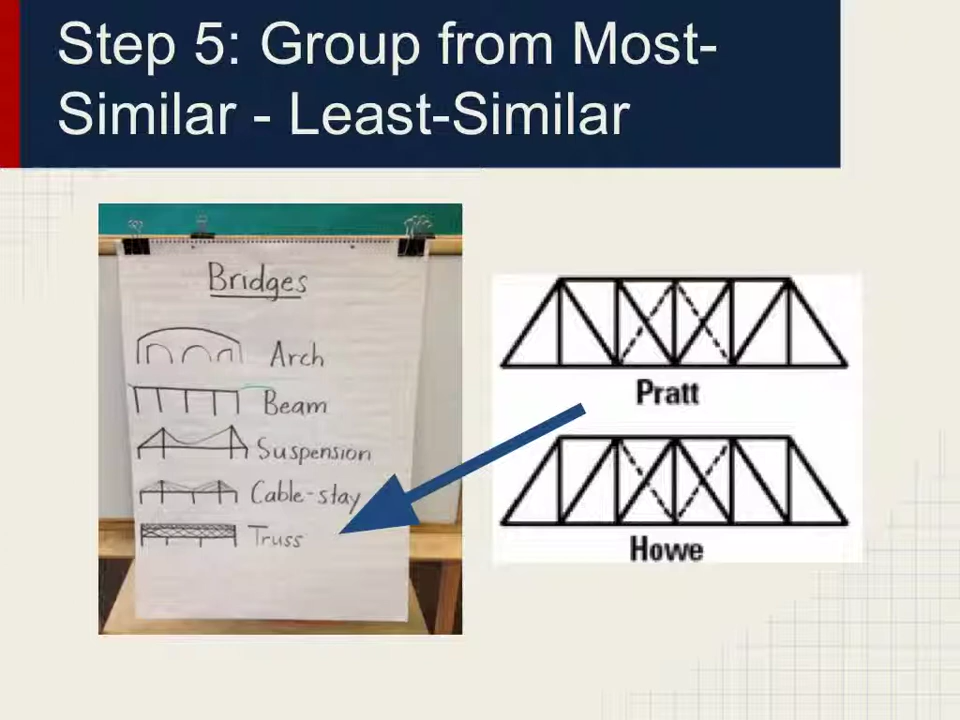 Step 5: Group from Most-
Similar - Least-Similar
Bridges
Arch
Beam
Suspension
Cable-stay
Truss
Pratt
Howe